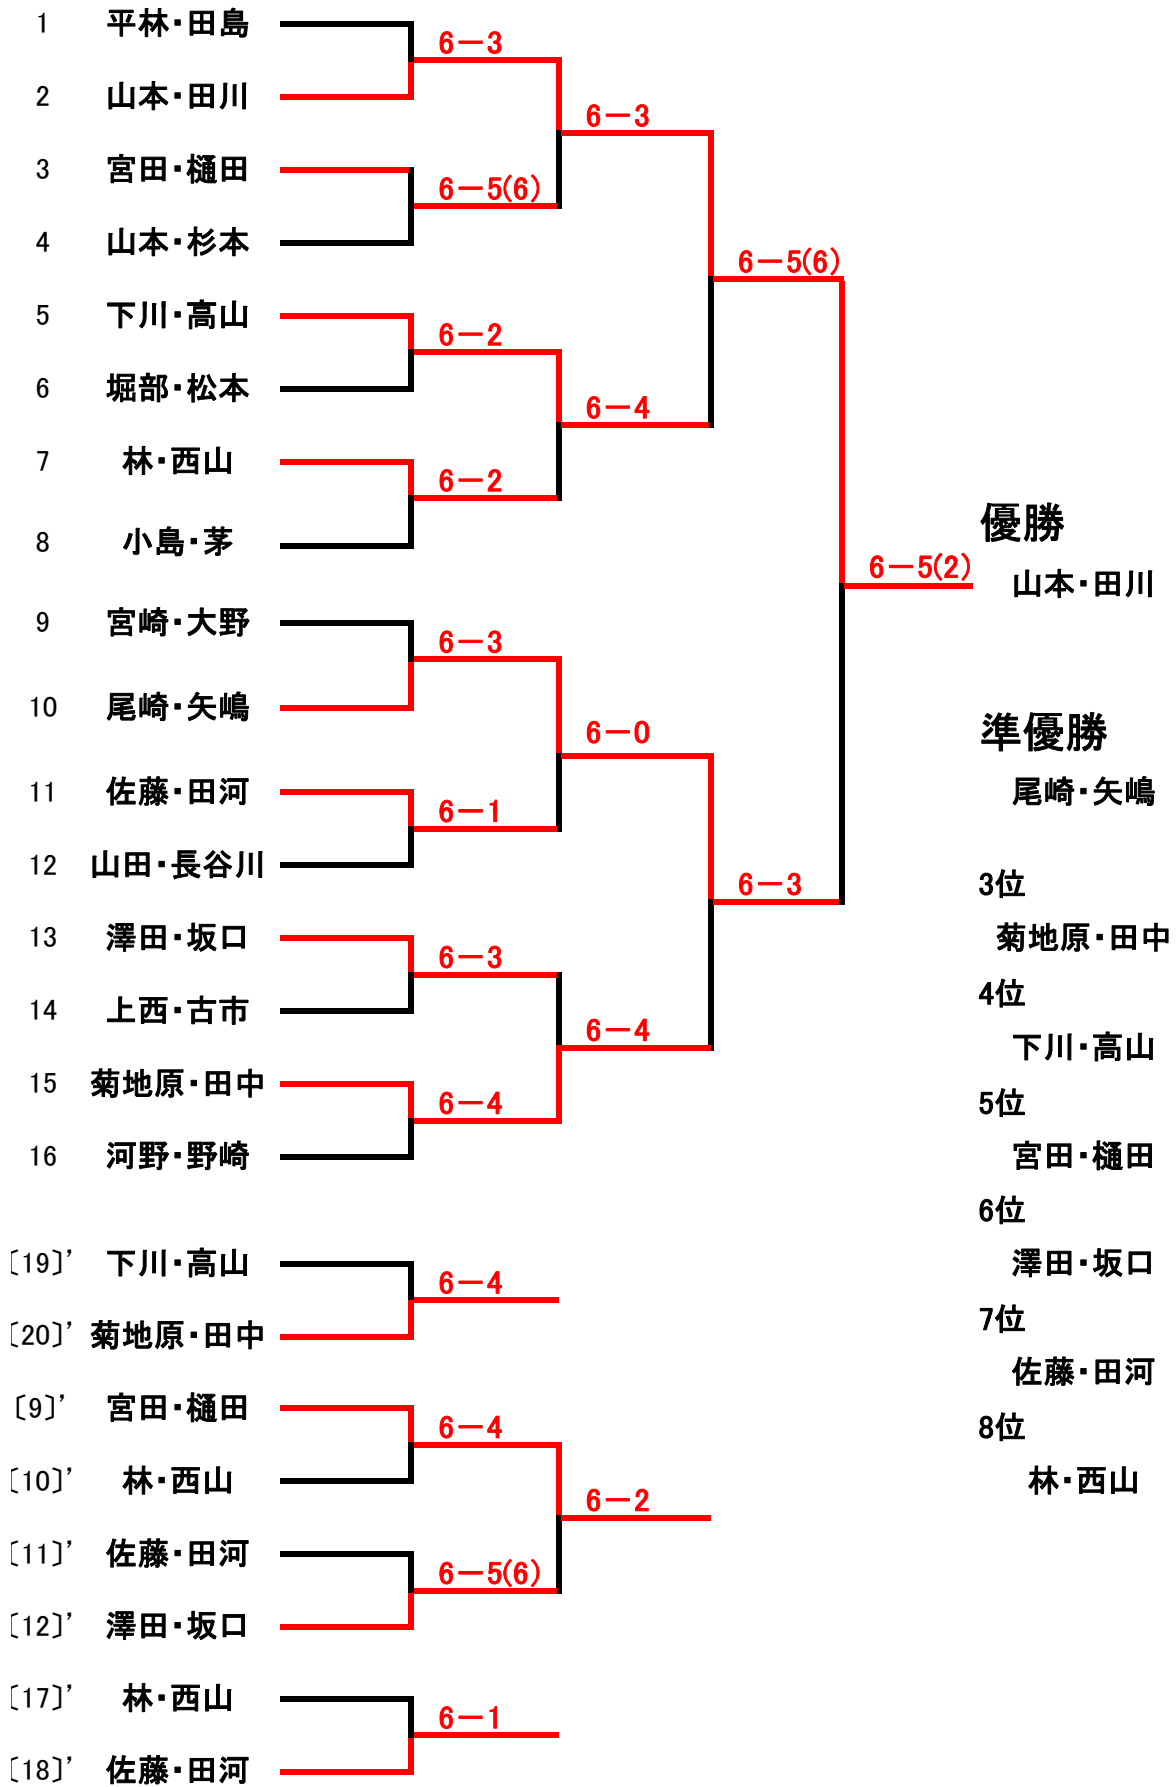 1 平林・田島
6－3
2 山本・田川
6－3
3 宮田・樋田
6－5(6)
4 山本・杉本
6－5(6)
5 下川・高山
6－2
6 堀部・松本
6－4
7 林・西山
6－2
8 小島・茅
優勝
6－5(2)
山本・田川
9 宮崎・大野
6－3
10 尾崎・矢嶋
6－0
準優勝
尾崎・矢嶋
11 佐藤・田河
6－1
12 山田・長谷川
6－3
3位
13 澤田・坂口
菊地原・田中
6－3
4位
14 上西・古市
6－4
下川・高山
15 菊地原・田中
6－4
5位
16 河野・野崎
宮田・樋田
6位
〔19〕’ 下川・高山
澤田・坂口
6－4
7位
〔20〕’ 菊地原・田中
佐藤・田河
〔9〕’ 宮田・樋田
6－4
8位
〔10〕’ 林・西山
林・西山
6－2
〔11〕’ 佐藤・田河
6－5(6)
〔12〕’ 澤田・坂口
〔17〕’ 林・西山
6－1
〔18〕’ 佐藤・田河